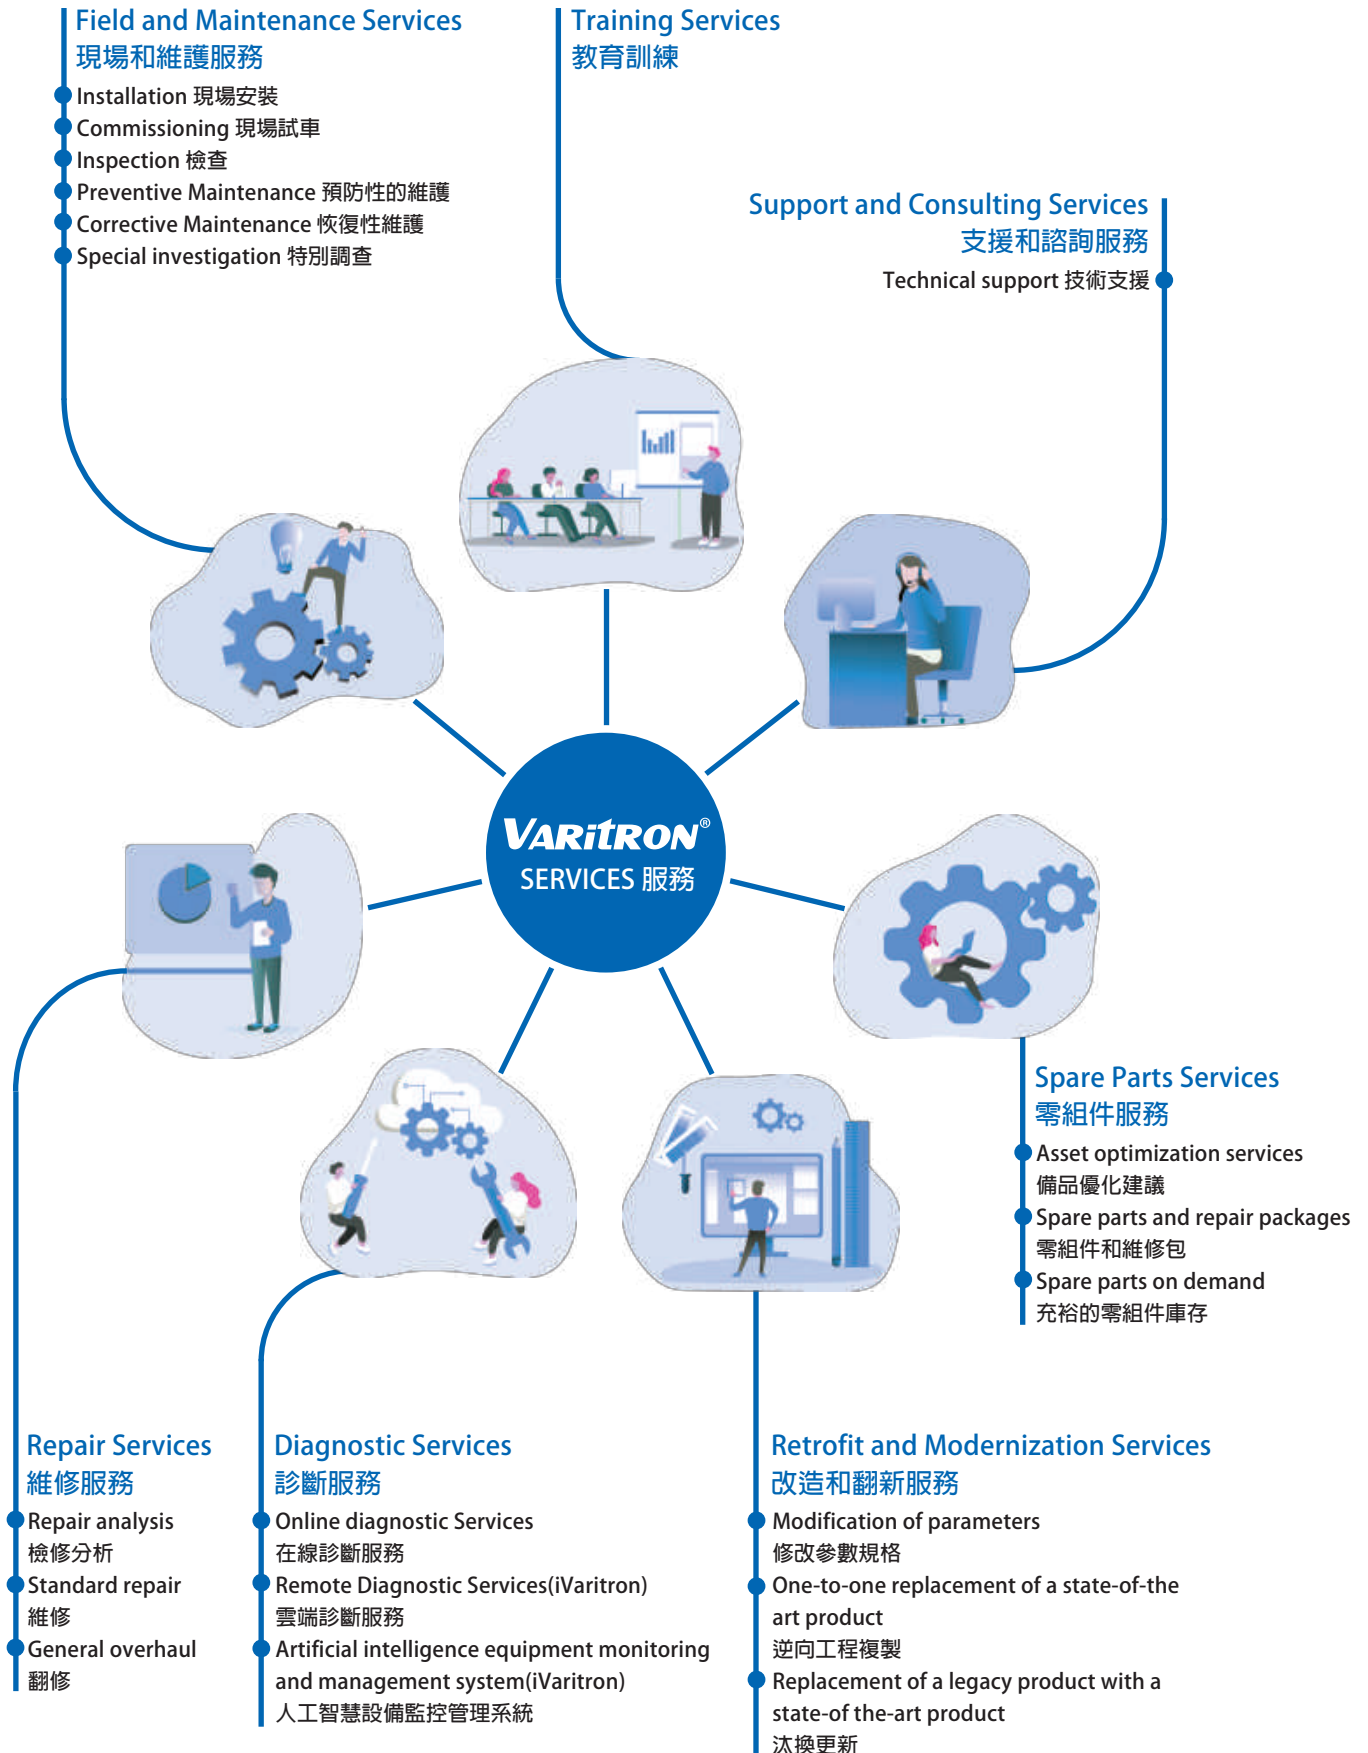 Field and Maintenance Services
現場和維護服務
Installation 現場安裝
Commissioning 現場試車
Inspection 檢查
Preventive Maintenance 預防性的維護
Corrective Maintenance 恢復性維護
Special investigation 特別調查
Training Services
教育訓練
Support and Consulting Services
支援和諮詢服務
Technical support 技術支援
VARiTRON®
SERVICES 服務
Spare Parts Services
零組件服務
Asset optimization services
備品優化建議
Spare parts and repair packages
零組件和維修包
Spare parts on demand
充裕的零組件庫存
Repair Services
維修服務
Repair analysis
檢修分析
Standard repair
維修
General overhaul
翻修
Diagnostic Services
診斷服務
Online diagnostic Services
在線診斷服務
Remote Diagnostic Services(iVaritron)
雲端診斷服務
Artificial intelligence equipment monitoring
and management system(iVaritron)
人工智慧設備監控管理系統
Retrofit and Modernization Services
改造和翻新服務
Modification of parameters
修改參數規格
One-to-one replacement of a state-of-the
art product
逆向工程複製
Replacement of a legacy product with a
state-of the-art product
汰換更新